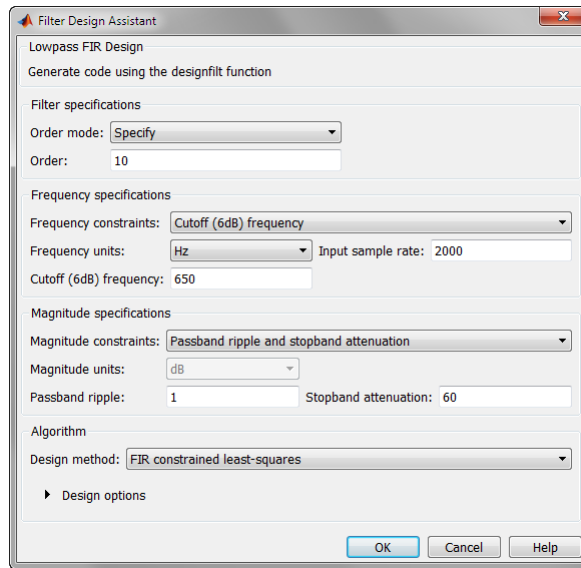 Filter Design Assistant
Lowpass FIR Design
Generate code using the designfilt function
Filter specifications
Order mode: Specify
Order: 10
Frequency specifications
Frequency constraints: Cutoff (6dB) frequency
Frequency units: Hz Input sample rate: 2000
Cutoff (6dB) frequency: 650
Magnitude specifications
Magnitude constraints: Passband ripple and stopband attenuation
Magnitude units: dB
Passband ripple: 1 Stopband attenuation: 60
Algorithm
Design method: FIR constrained least-squares
Design options
OK Cancel Help